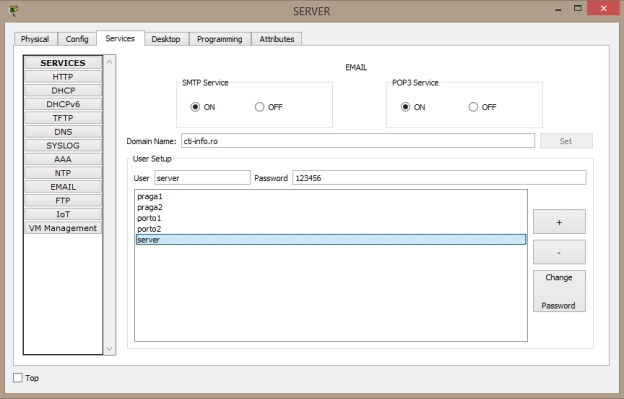 SERVER
Physical Config Services Desktop Programming Attributes
SERVICES
HTTP
DHCP
DHCPv6
TFTP
DNS
SYSLOG
AAA
NTP
EMAIL
FTP
IoT
VM Management
EMAIL
SMTP Service
ON OFF
POP3 Service
ON OFF
Domain Name: cti-info.ro Set
User Setup
User server Password 123456
praga1
praga2
porto1
porto2
server
+
-
Change
Password
Top